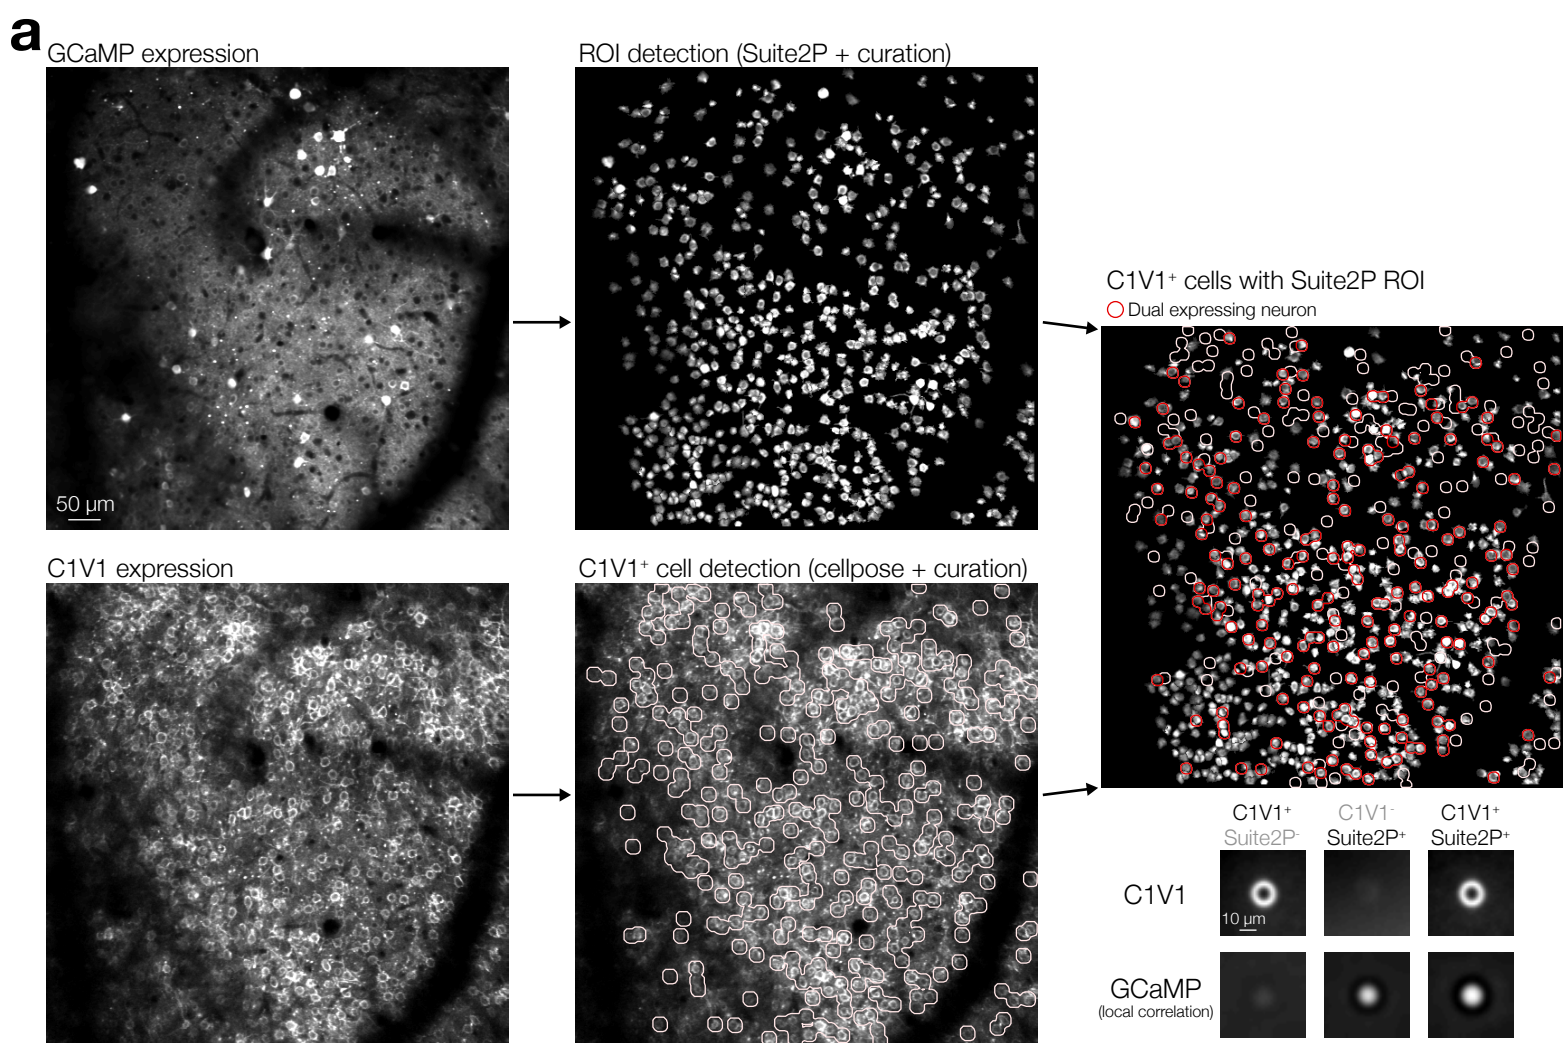 a
GCaMP expression
ROI detection (Suite2P + curation)
50 µm
C1V1⁺ cells with Suite2P ROI
Dual expressing neuron
C1V1 expression
C1V1⁺ cell detection (cellpose + curation)
C1V1⁺ C1V1⁻ C1V1⁺
Suite2P⁻ Suite2P⁺ Suite2P⁺
C1V1
10 µm
GCaMP
(local correlation)